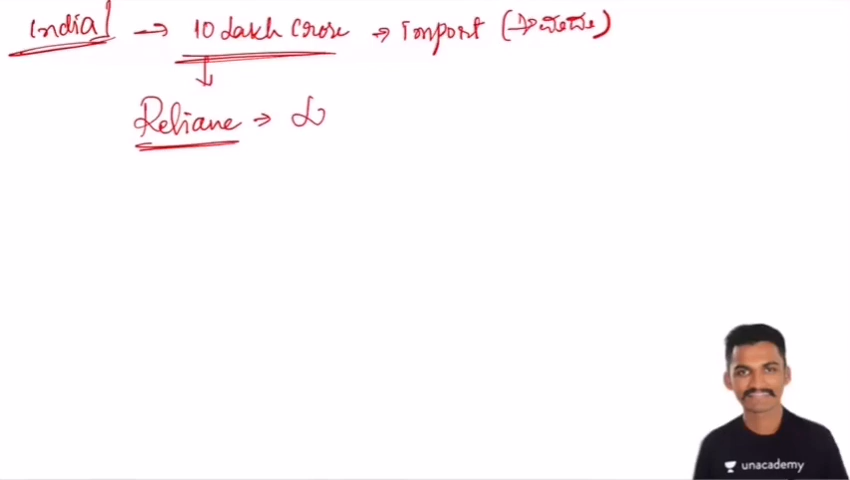 India → 10 Lakh Crore → import (
↓
Reliane →
unacademy